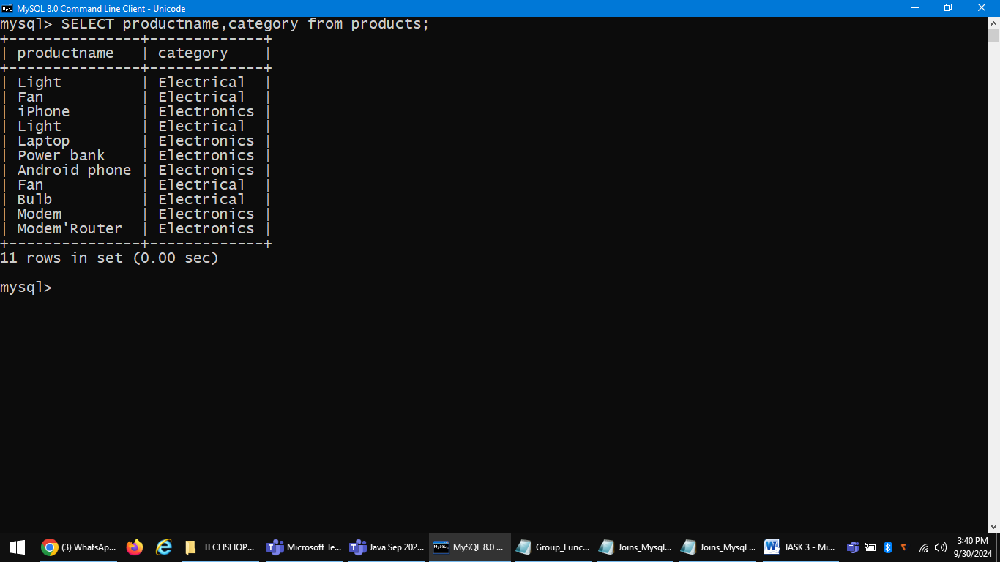 MySQL 8.0 Command Line Client - Unicode
mysql> SELECT productname,category from products;
+---------------+-------------+
| productname   | category    |
+---------------+-------------+
| Light         | Electrical  |
| Fan           | Electrical  |
| iPhone        | Electronics |
| Light         | Electrical  |
| Laptop        | Electronics |
| Power bank    | Electronics |
| Android phone | Electronics |
| Fan           | Electrical  |
| Bulb          | Electrical  |
| Modem         | Electronics |
| Modem'Router  | Electronics |
+---------------+-------------+
11 rows in set (0.00 sec)
mysql>
(3) WhatsAp... TECHSHOP... Microsoft Te... Java Sep 202... MySQL 8.0 ... Group_Func... Joins_Mysql... Joins_Mysql ... TASK 3 - Mi... 3:40 PM
9/30/2024